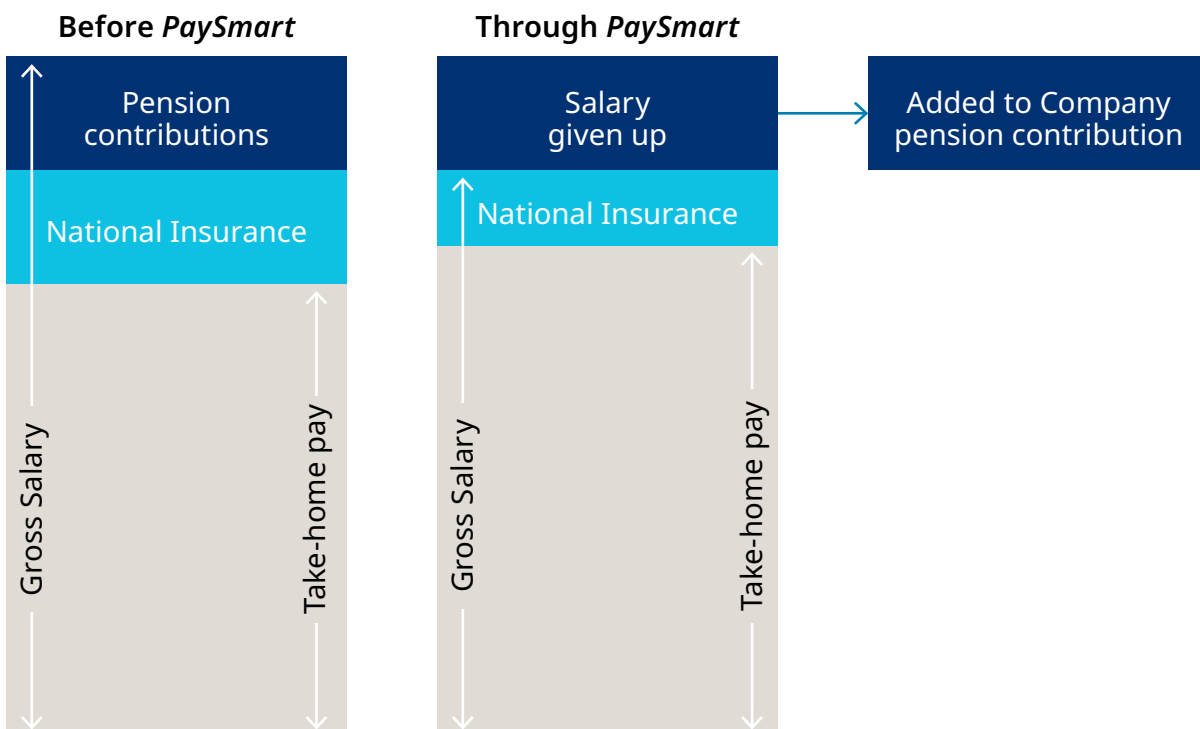 Before PaySmart
Pension
contributions
National Insurance
Gross Salary
Take-home pay
Through PaySmart
Salary
given up
National Insurance
Gross Salary
Take-home pay
Added to Company
pension contribution